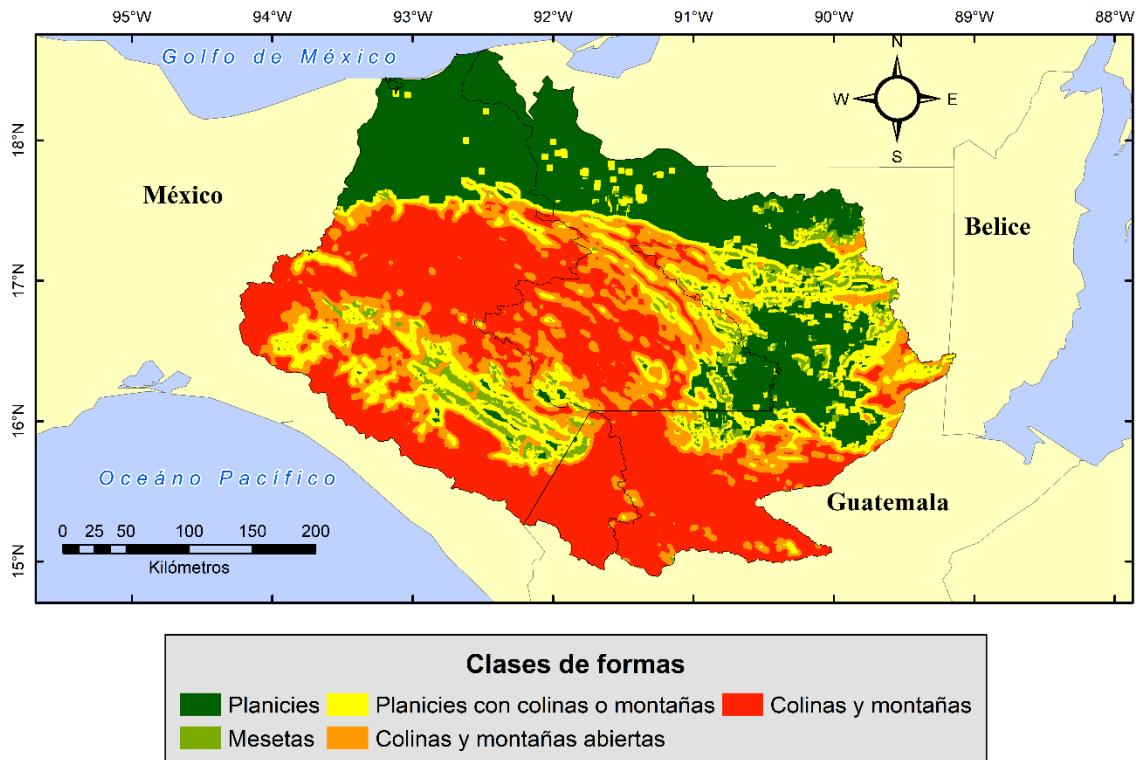 95°W 94°W 93°W 92°W 91°W 90°W 89°W 88°W
Golfo de México
N
W E
S
18°N
México
Belice
17°N
16°N
Oceáno Pacífico
Guatemala
0 25 50 100 150 200
Kilómetros
15°N
Clases de formas
Planicies Planicies con colinas o montañas Colinas y montañas
Mesetas Colinas y montañas abiertas